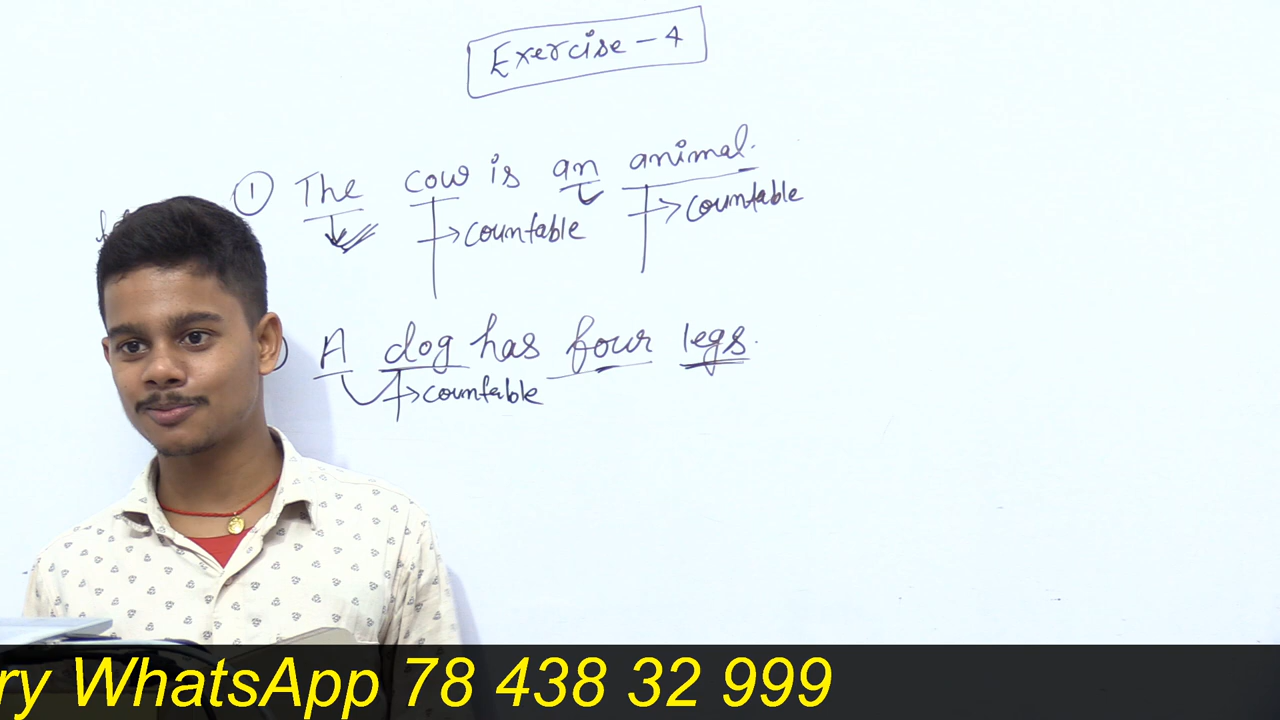 Exercise - 4
1 The cow is an animal.
countable
countable
A dog has four legs.
countable
ry WhatsApp 78 438 32 999